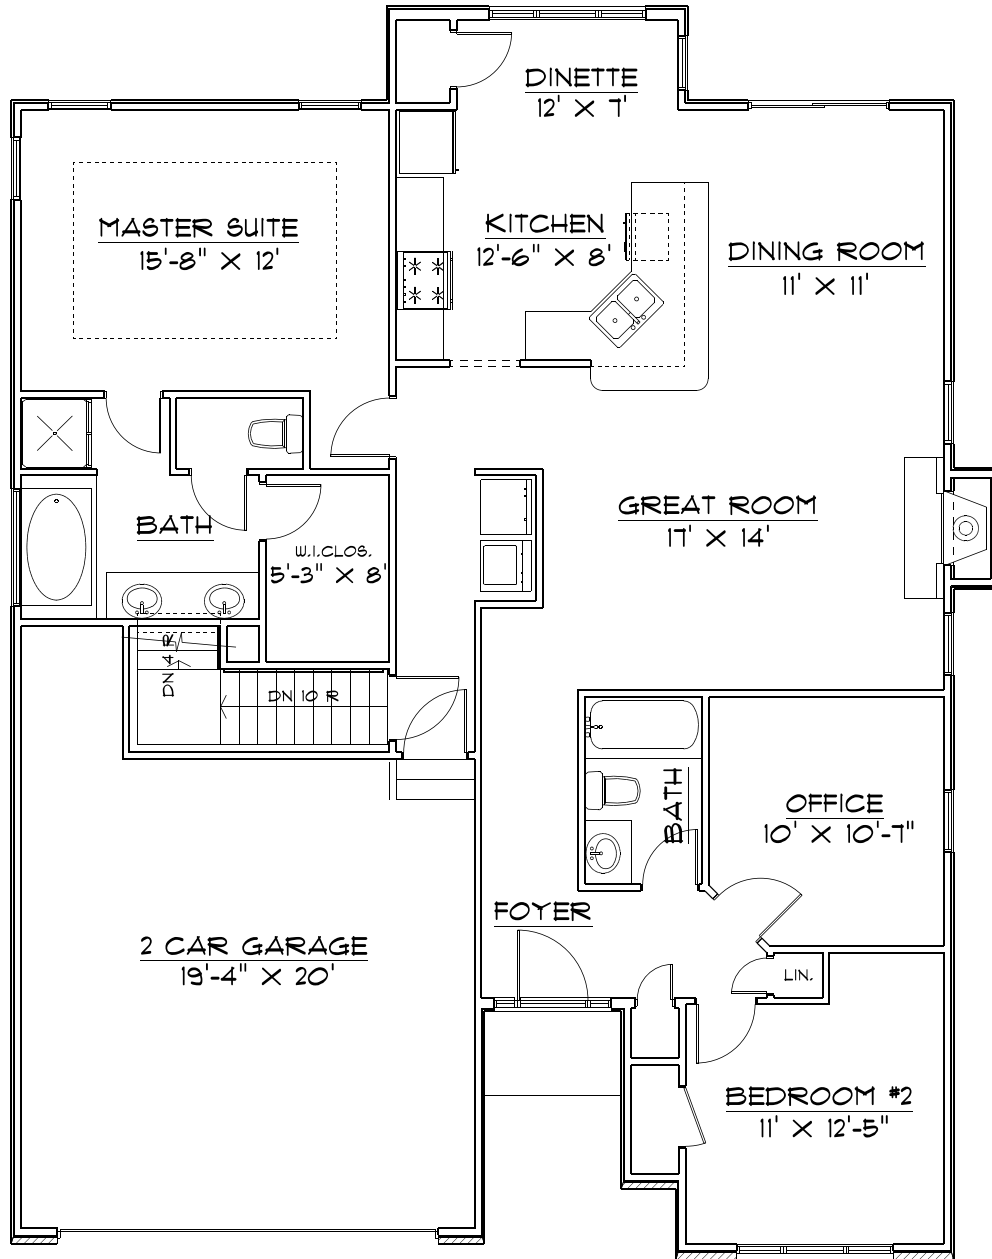 DINETTE
12' X 7'
MASTER SUITE
15'-8" X 12'
KITCHEN
12'-6" X 8'
DINING ROOM
11' X 11'
BATH
W.I.CLOS.
5'-3" X 8'
GREAT ROOM
17' X 14'
DN 4 R
DN 10 R
BATH
OFFICE
10' X 10'-7"
FOYER
2 CAR GARAGE
19'-4" X 20'
LIN.
BEDROOM #2
11' X 12'-5"